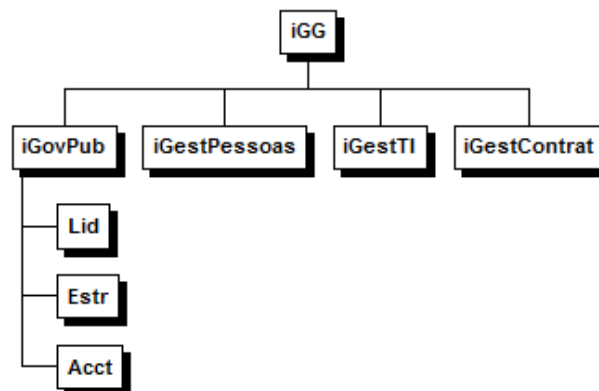 iGG
iGovPub
iGestPessoas
iGestTI
iGestContrat
Lid
Estr
Acct